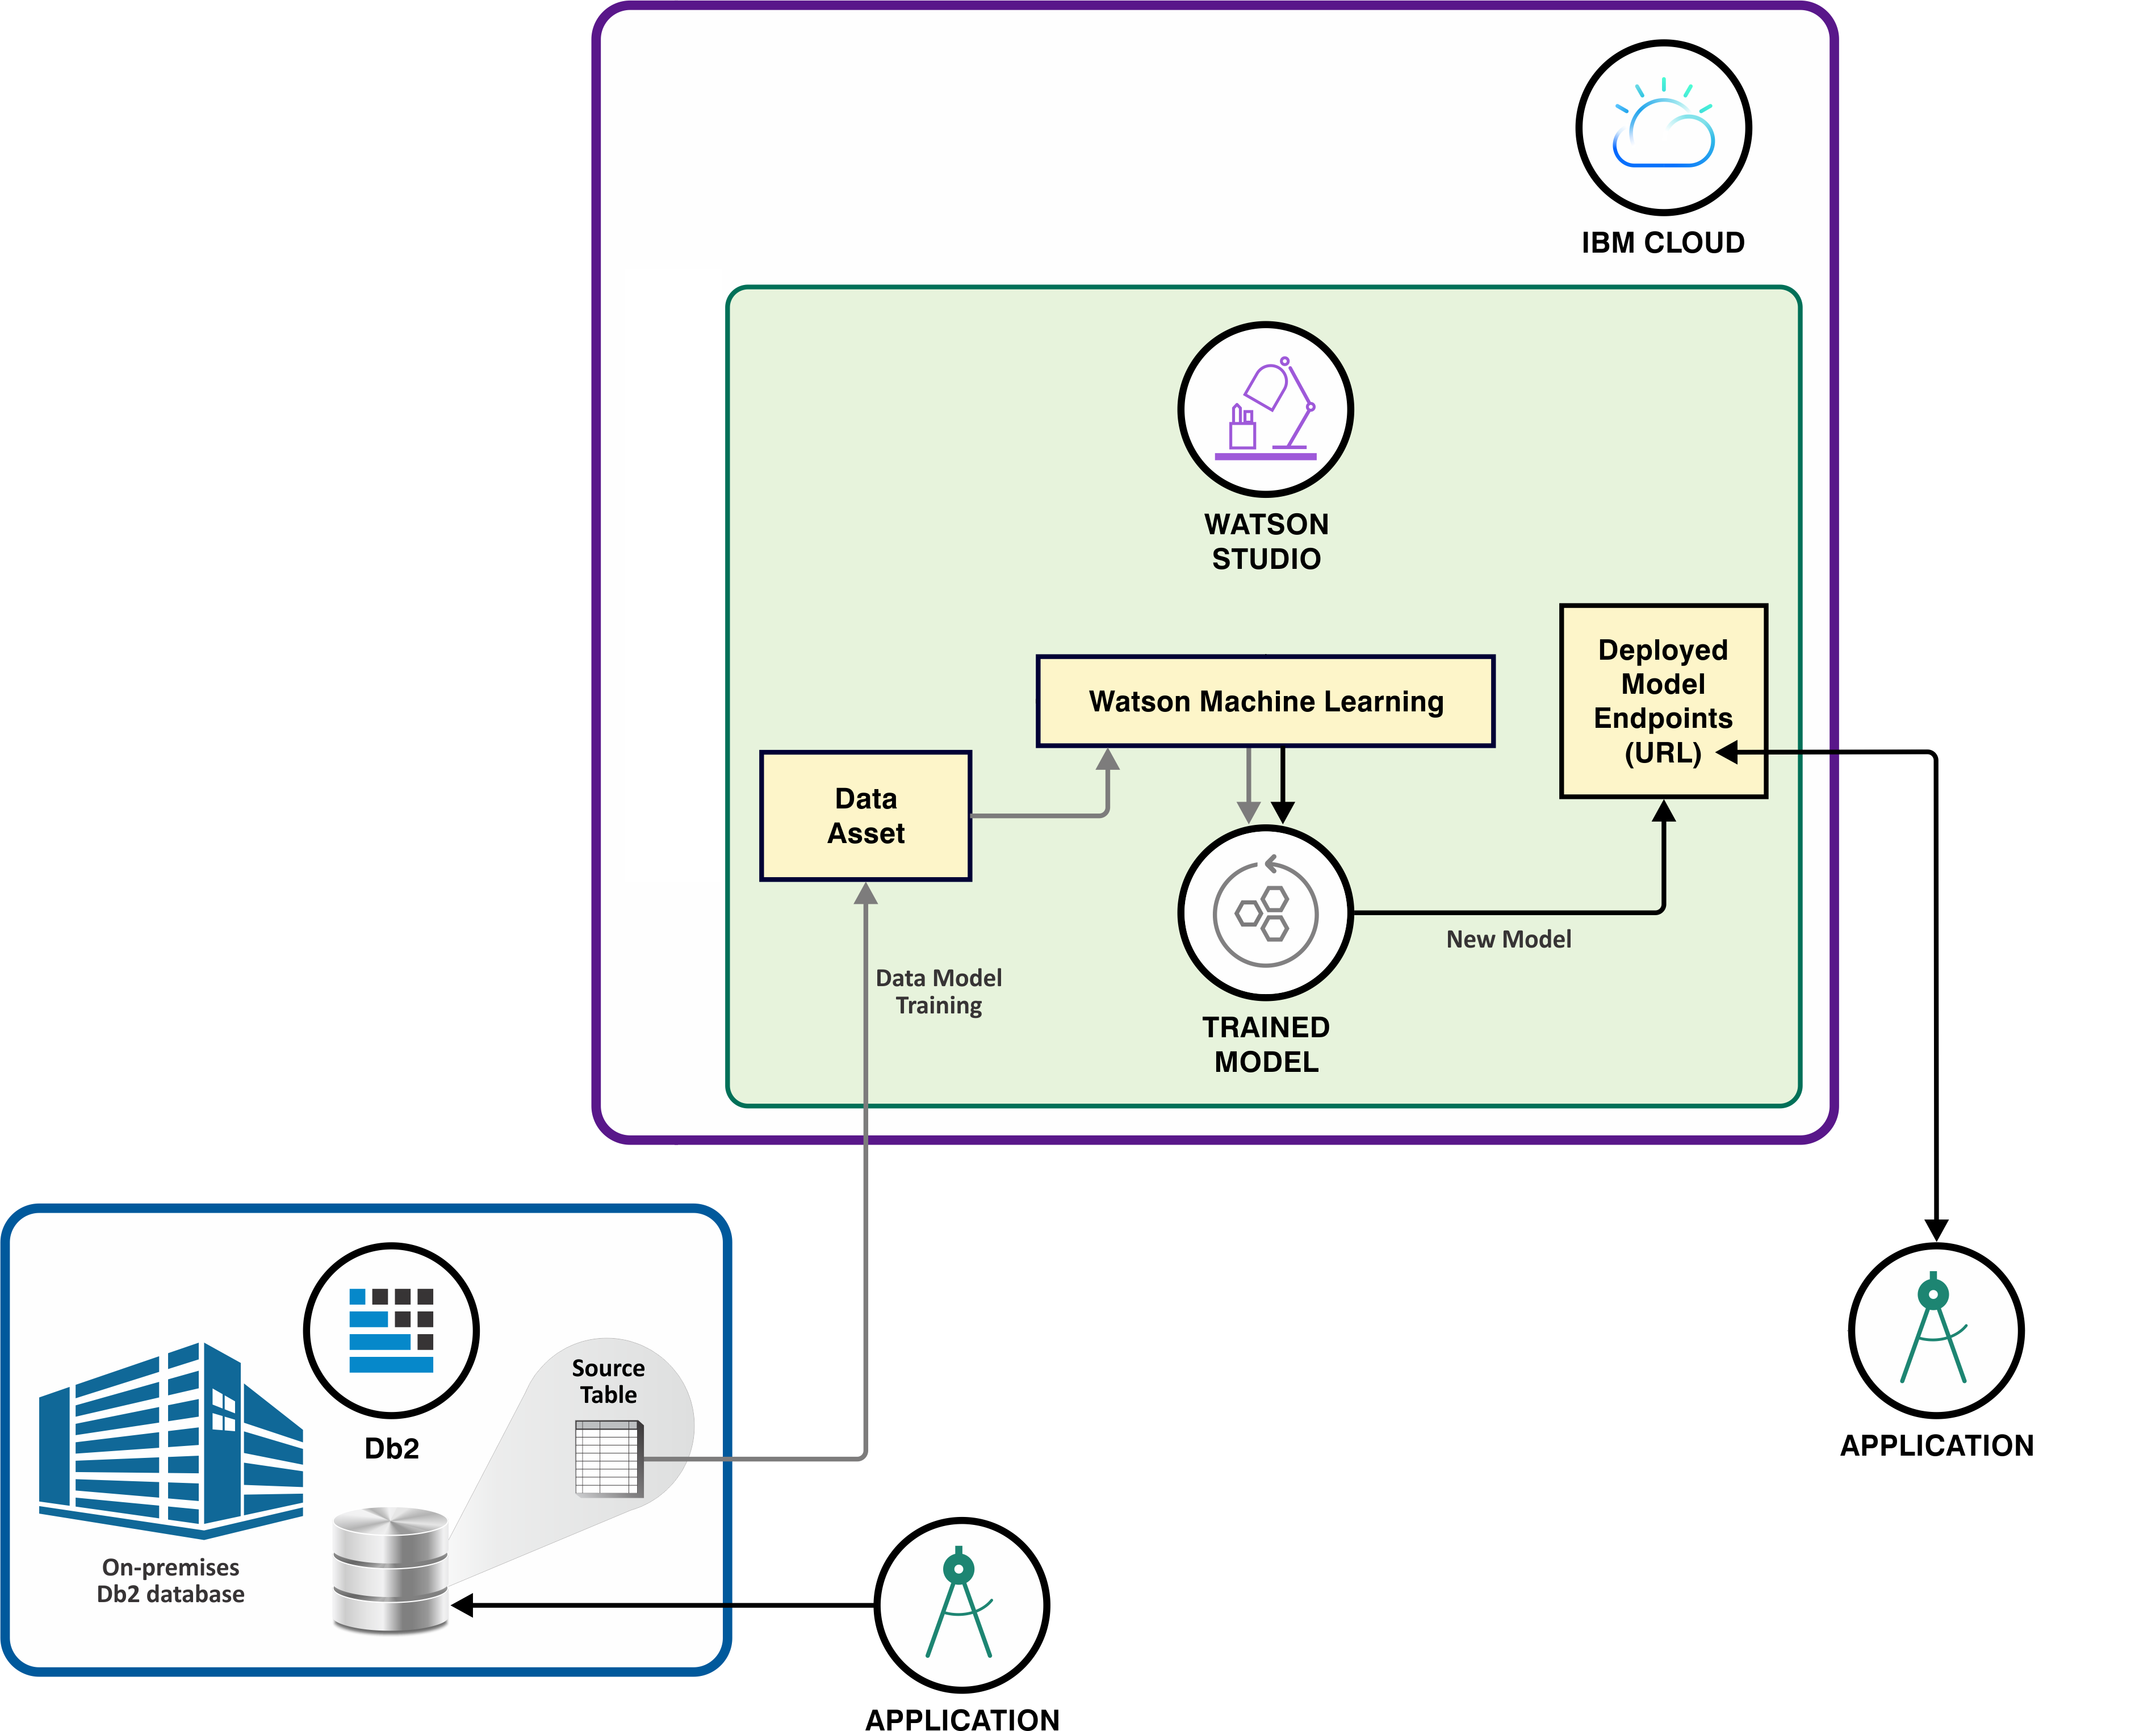 IBM CLOUD
WATSON
STUDIO
Deployed
Model
Endpoints
(URL)
Watson Machine Learning
Data
Asset
New Model
Data Model
Training
TRAINED
MODEL
Source
Table
Db2
APPLICATION
On-premises
Db2 database
APPLICATION